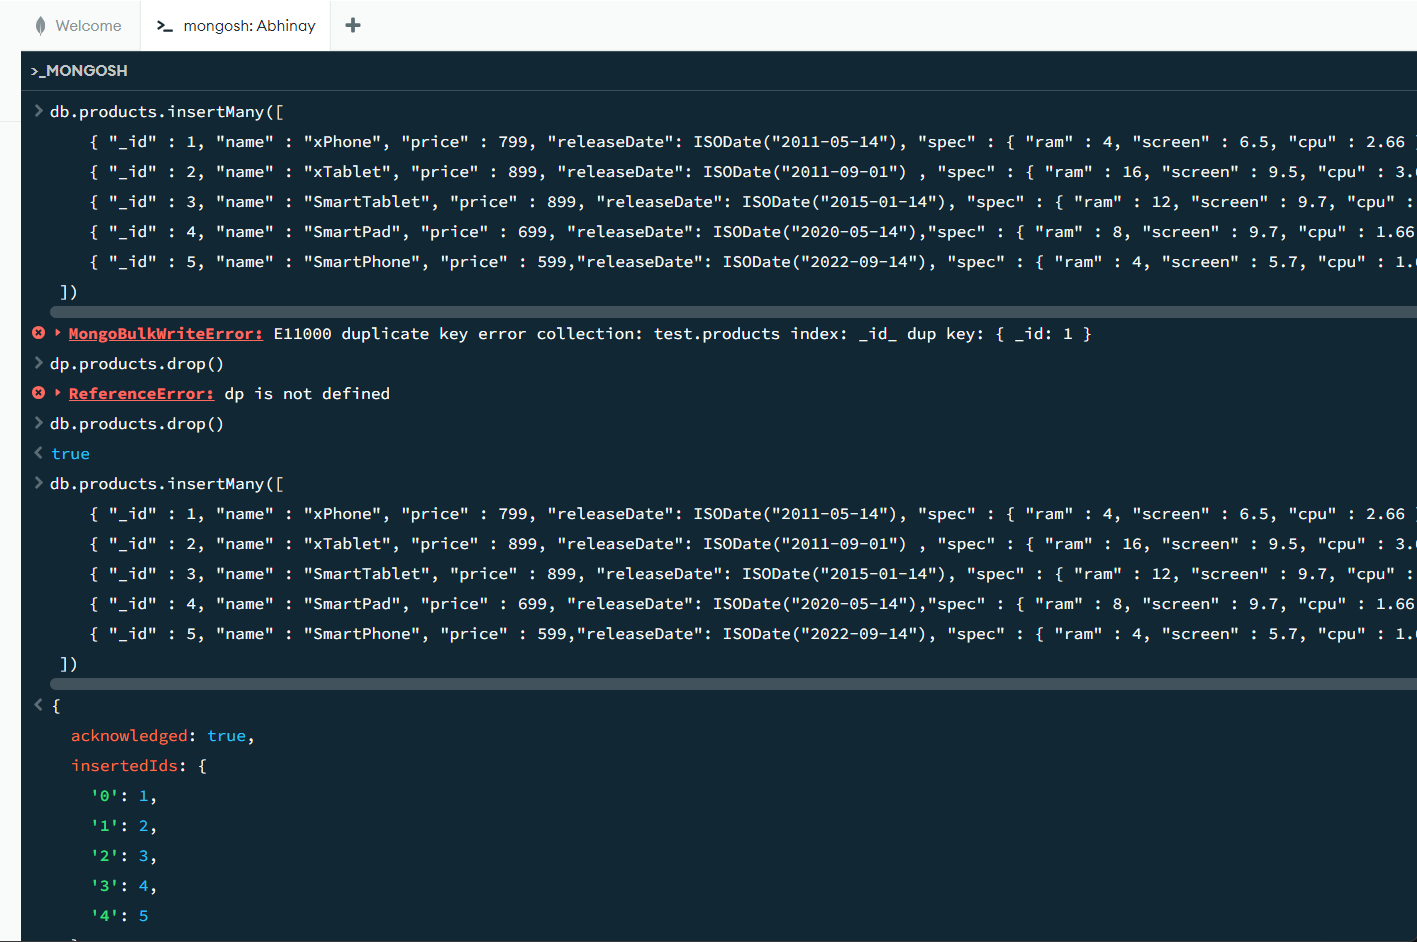 Welcome
>_ mongosh: Abhinay
+
>_MONGOSH
> db.products.insertMany([
{ "_id" : 1, "name" : "xPhone", "price" : 799, "releaseDate": ISODate("2011-05-14"), "spec" : { "ram" : 4, "screen" : 6.5, "cpu" : 2.66
{ "_id" : 2, "name" : "xTablet", "price" : 899, "releaseDate": ISODate("2011-09-01") , "spec" : { "ram" : 16, "screen" : 9.5, "cpu" : 3.
{ "_id" : 3, "name" : "SmartTablet", "price" : 899, "releaseDate": ISODate("2015-01-14"), "spec" : { "ram" : 12, "screen" : 9.7, "cpu" :
{ "_id" : 4, "name" : "SmartPad", "price" : 699, "releaseDate": ISODate("2020-05-14"),"spec" : { "ram" : 8, "screen" : 9.7, "cpu" : 1.66
{ "_id" : 5, "name" : "SmartPhone", "price" : 599,"releaseDate": ISODate("2022-09-14"), "spec" : { "ram" : 4, "screen" : 5.7, "cpu" : 1.
])
MongoBulkWriteError: E11000 duplicate key error collection: test.products index: _id_ dup key: { _id: 1 }
> dp.products.drop()
ReferenceError: dp is not defined
> db.products.drop()
< true
> db.products.insertMany([
{ "_id" : 1, "name" : "xPhone", "price" : 799, "releaseDate": ISODate("2011-05-14"), "spec" : { "ram" : 4, "screen" : 6.5, "cpu" : 2.66
{ "_id" : 2, "name" : "xTablet", "price" : 899, "releaseDate": ISODate("2011-09-01") , "spec" : { "ram" : 16, "screen" : 9.5, "cpu" : 3.
{ "_id" : 3, "name" : "SmartTablet", "price" : 899, "releaseDate": ISODate("2015-01-14"), "spec" : { "ram" : 12, "screen" : 9.7, "cpu" :
{ "_id" : 4, "name" : "SmartPad", "price" : 699, "releaseDate": ISODate("2020-05-14"),"spec" : { "ram" : 8, "screen" : 9.7, "cpu" : 1.66
{ "_id" : 5, "name" : "SmartPhone", "price" : 599,"releaseDate": ISODate("2022-09-14"), "spec" : { "ram" : 4, "screen" : 5.7, "cpu" : 1.
])
< {
acknowledged: true,
insertedIds: {
'0': 1,
'1': 2,
'2': 3,
'3': 4,
'4': 5